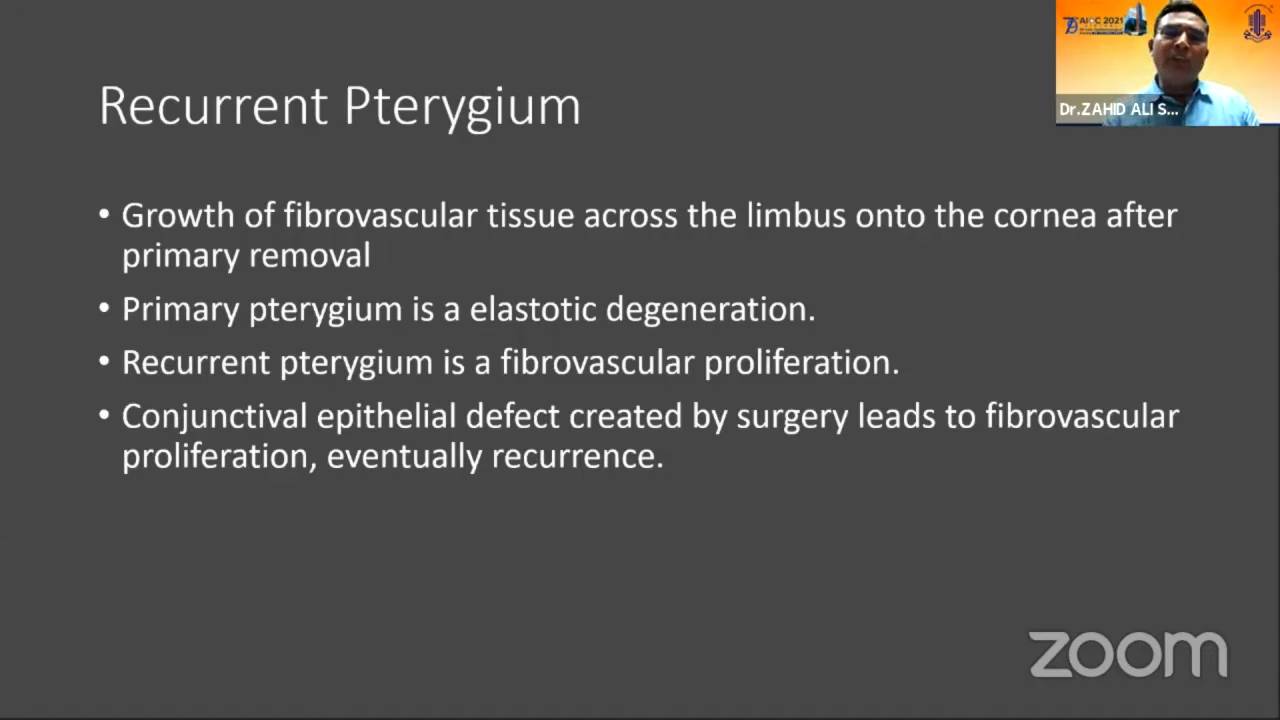 Recurrent Pterygium
• Growth of fibrovascular tissue across the limbus onto the cornea after
primary removal
• Primary pterygium is a elastotic degeneration.
• Recurrent pterygium is a fibrovascular proliferation.
• Conjunctival epithelial defect created by surgery leads to fibrovascular
proliferation, eventually recurrence.
AIOC 2021
Dr.ZAHID ALI S...
zoom